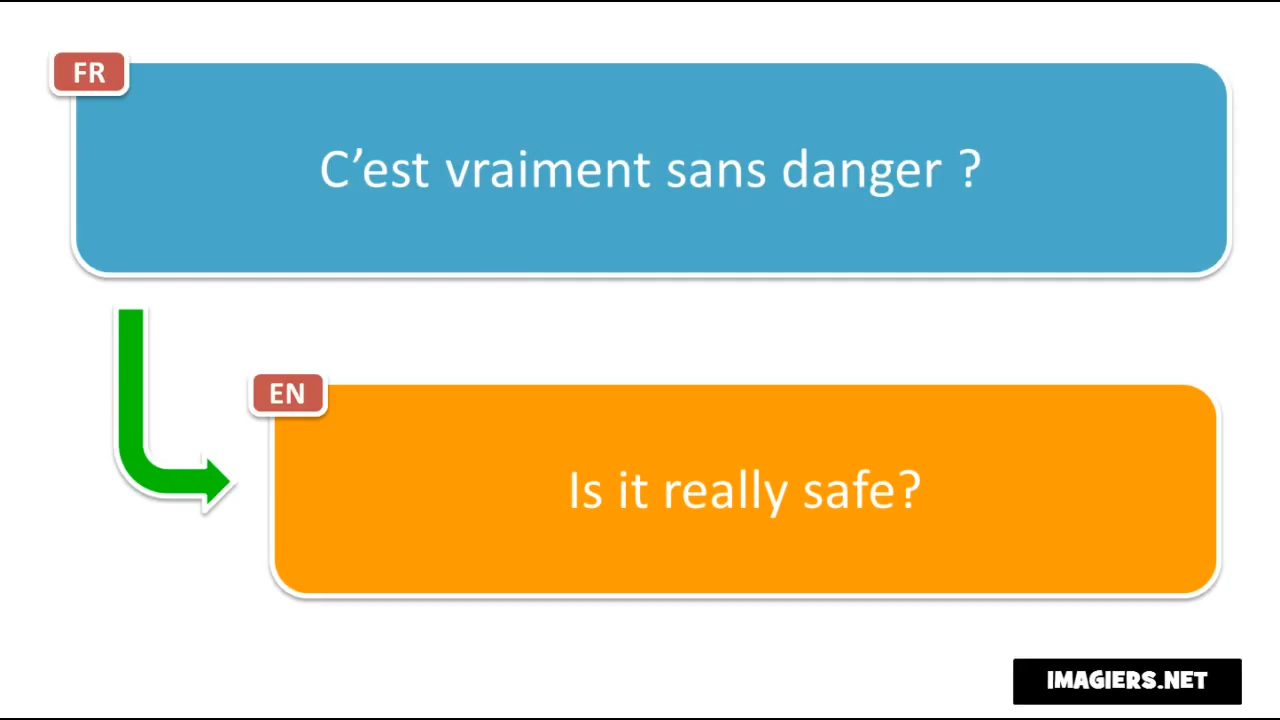 FR
C’est vraiment sans danger ?
EN
Is it really safe?
IMAGIERS.NET